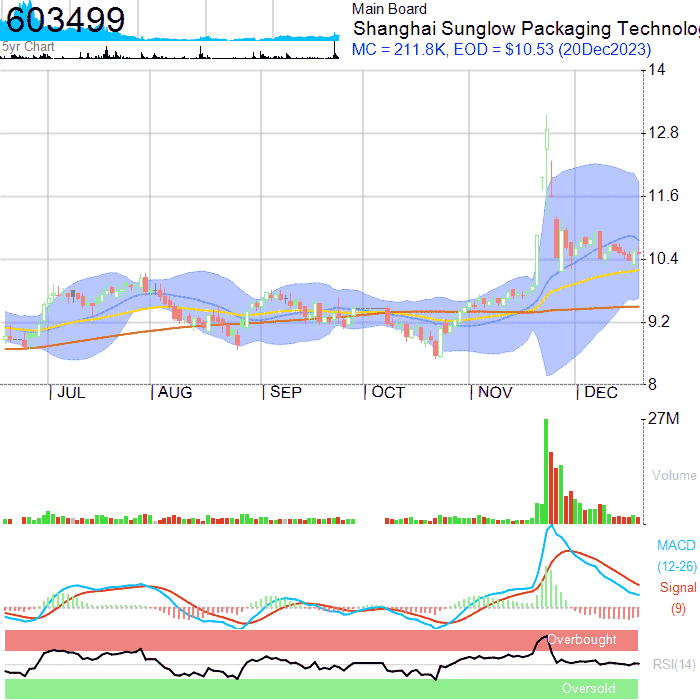 603499
5yr Chart
Main Board
Shanghai Sunglow Packaging Technolog
MC = 211.8K, EOD = $10.53 (20Dec2023)
14
12.8
11.6
10.4
9.2
8
JUL AUG SEP OCT NOV DEC
27M
Volume
MACD
(12-26)
Signal
(9)
Overbought
RSI(14)
Oversold